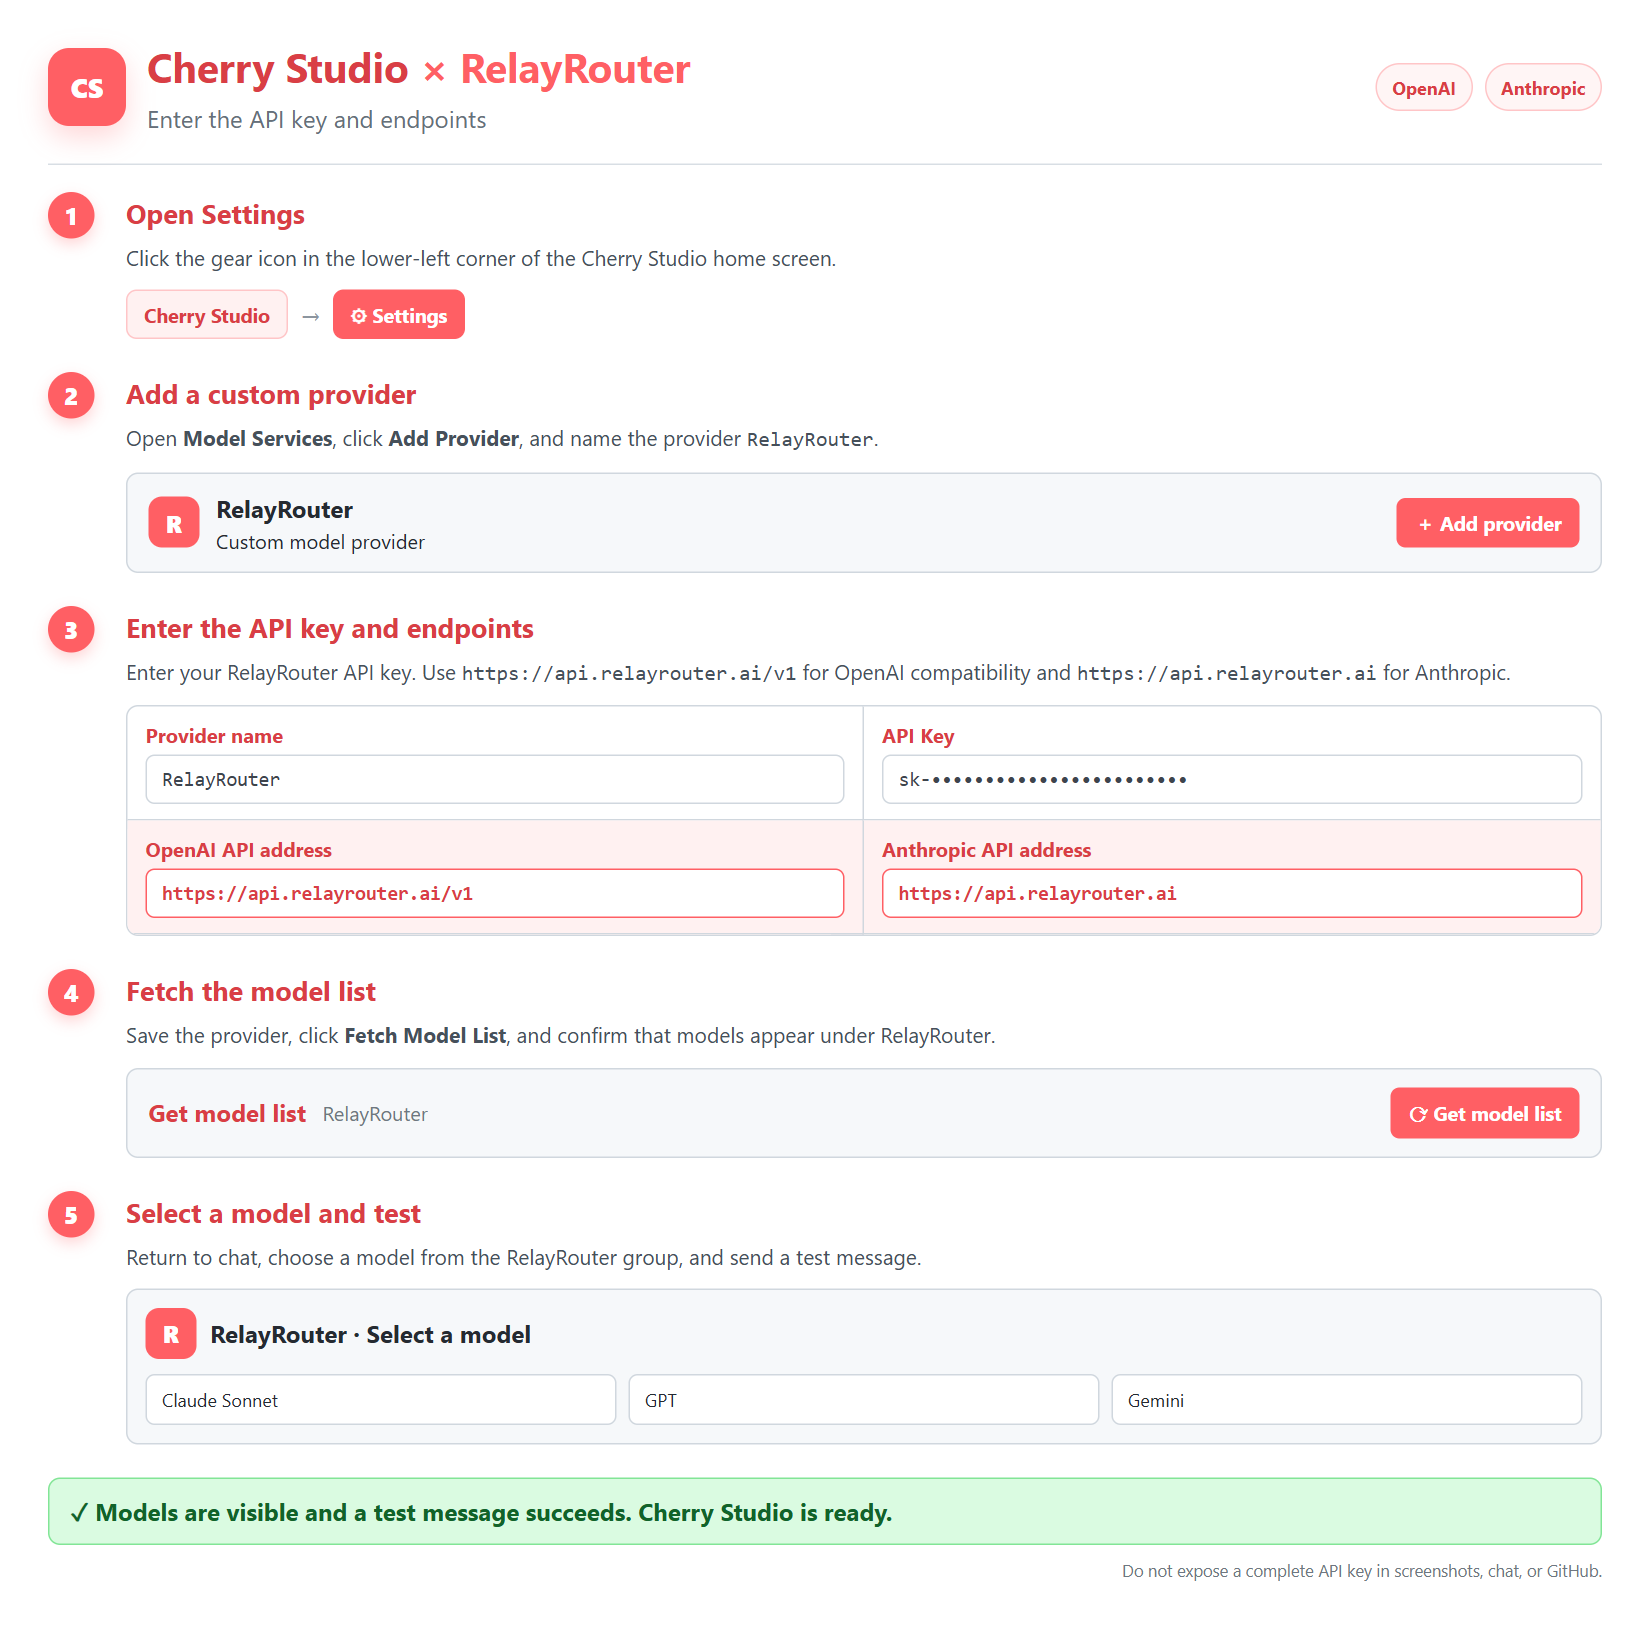 CS
Cherry Studio × RelayRouter
Enter the API key and endpoints
OpenAI
Anthropic
1
Open Settings
Click the gear icon in the lower-left corner of the Cherry Studio home screen.
Cherry Studio → ⚙ Settings
2
Add a custom provider
Open Model Services, click Add Provider, and name the provider RelayRouter.
R
RelayRouter
Custom model provider
+ Add provider
3
Enter the API key and endpoints
Enter your RelayRouter API key. Use https://api.relayrouter.ai/v1 for OpenAI compatibility and https://api.relayrouter.ai for Anthropic.
Provider name
RelayRouter
API Key
sk-••••••••••••••••••••••••
OpenAI API address
https://api.relayrouter.ai/v1
Anthropic API address
https://api.relayrouter.ai
4
Fetch the model list
Save the provider, click Fetch Model List, and confirm that models appear under RelayRouter.
Get model list RelayRouter
⟳ Get model list
5
Select a model and test
Return to chat, choose a model from the RelayRouter group, and send a test message.
R
RelayRouter · Select a model
Claude Sonnet
GPT
Gemini
✓ Models are visible and a test message succeeds. Cherry Studio is ready.
Do not expose a complete API key in screenshots, chat, or GitHub.